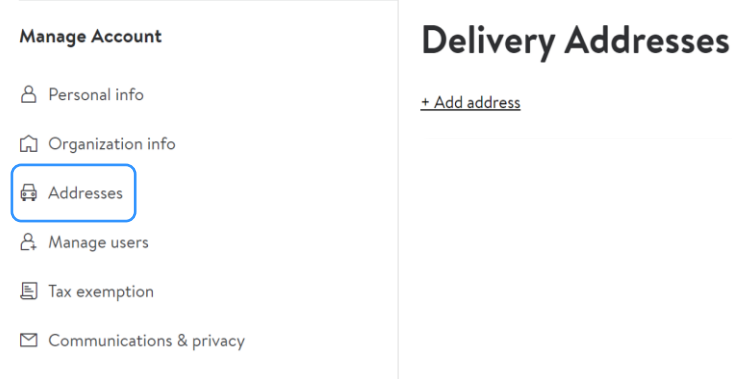 Manage Account
Personal info
Organization info
Addresses
Manage users
Tax exemption
Communications & privacy
Delivery Addresses
+ Add address